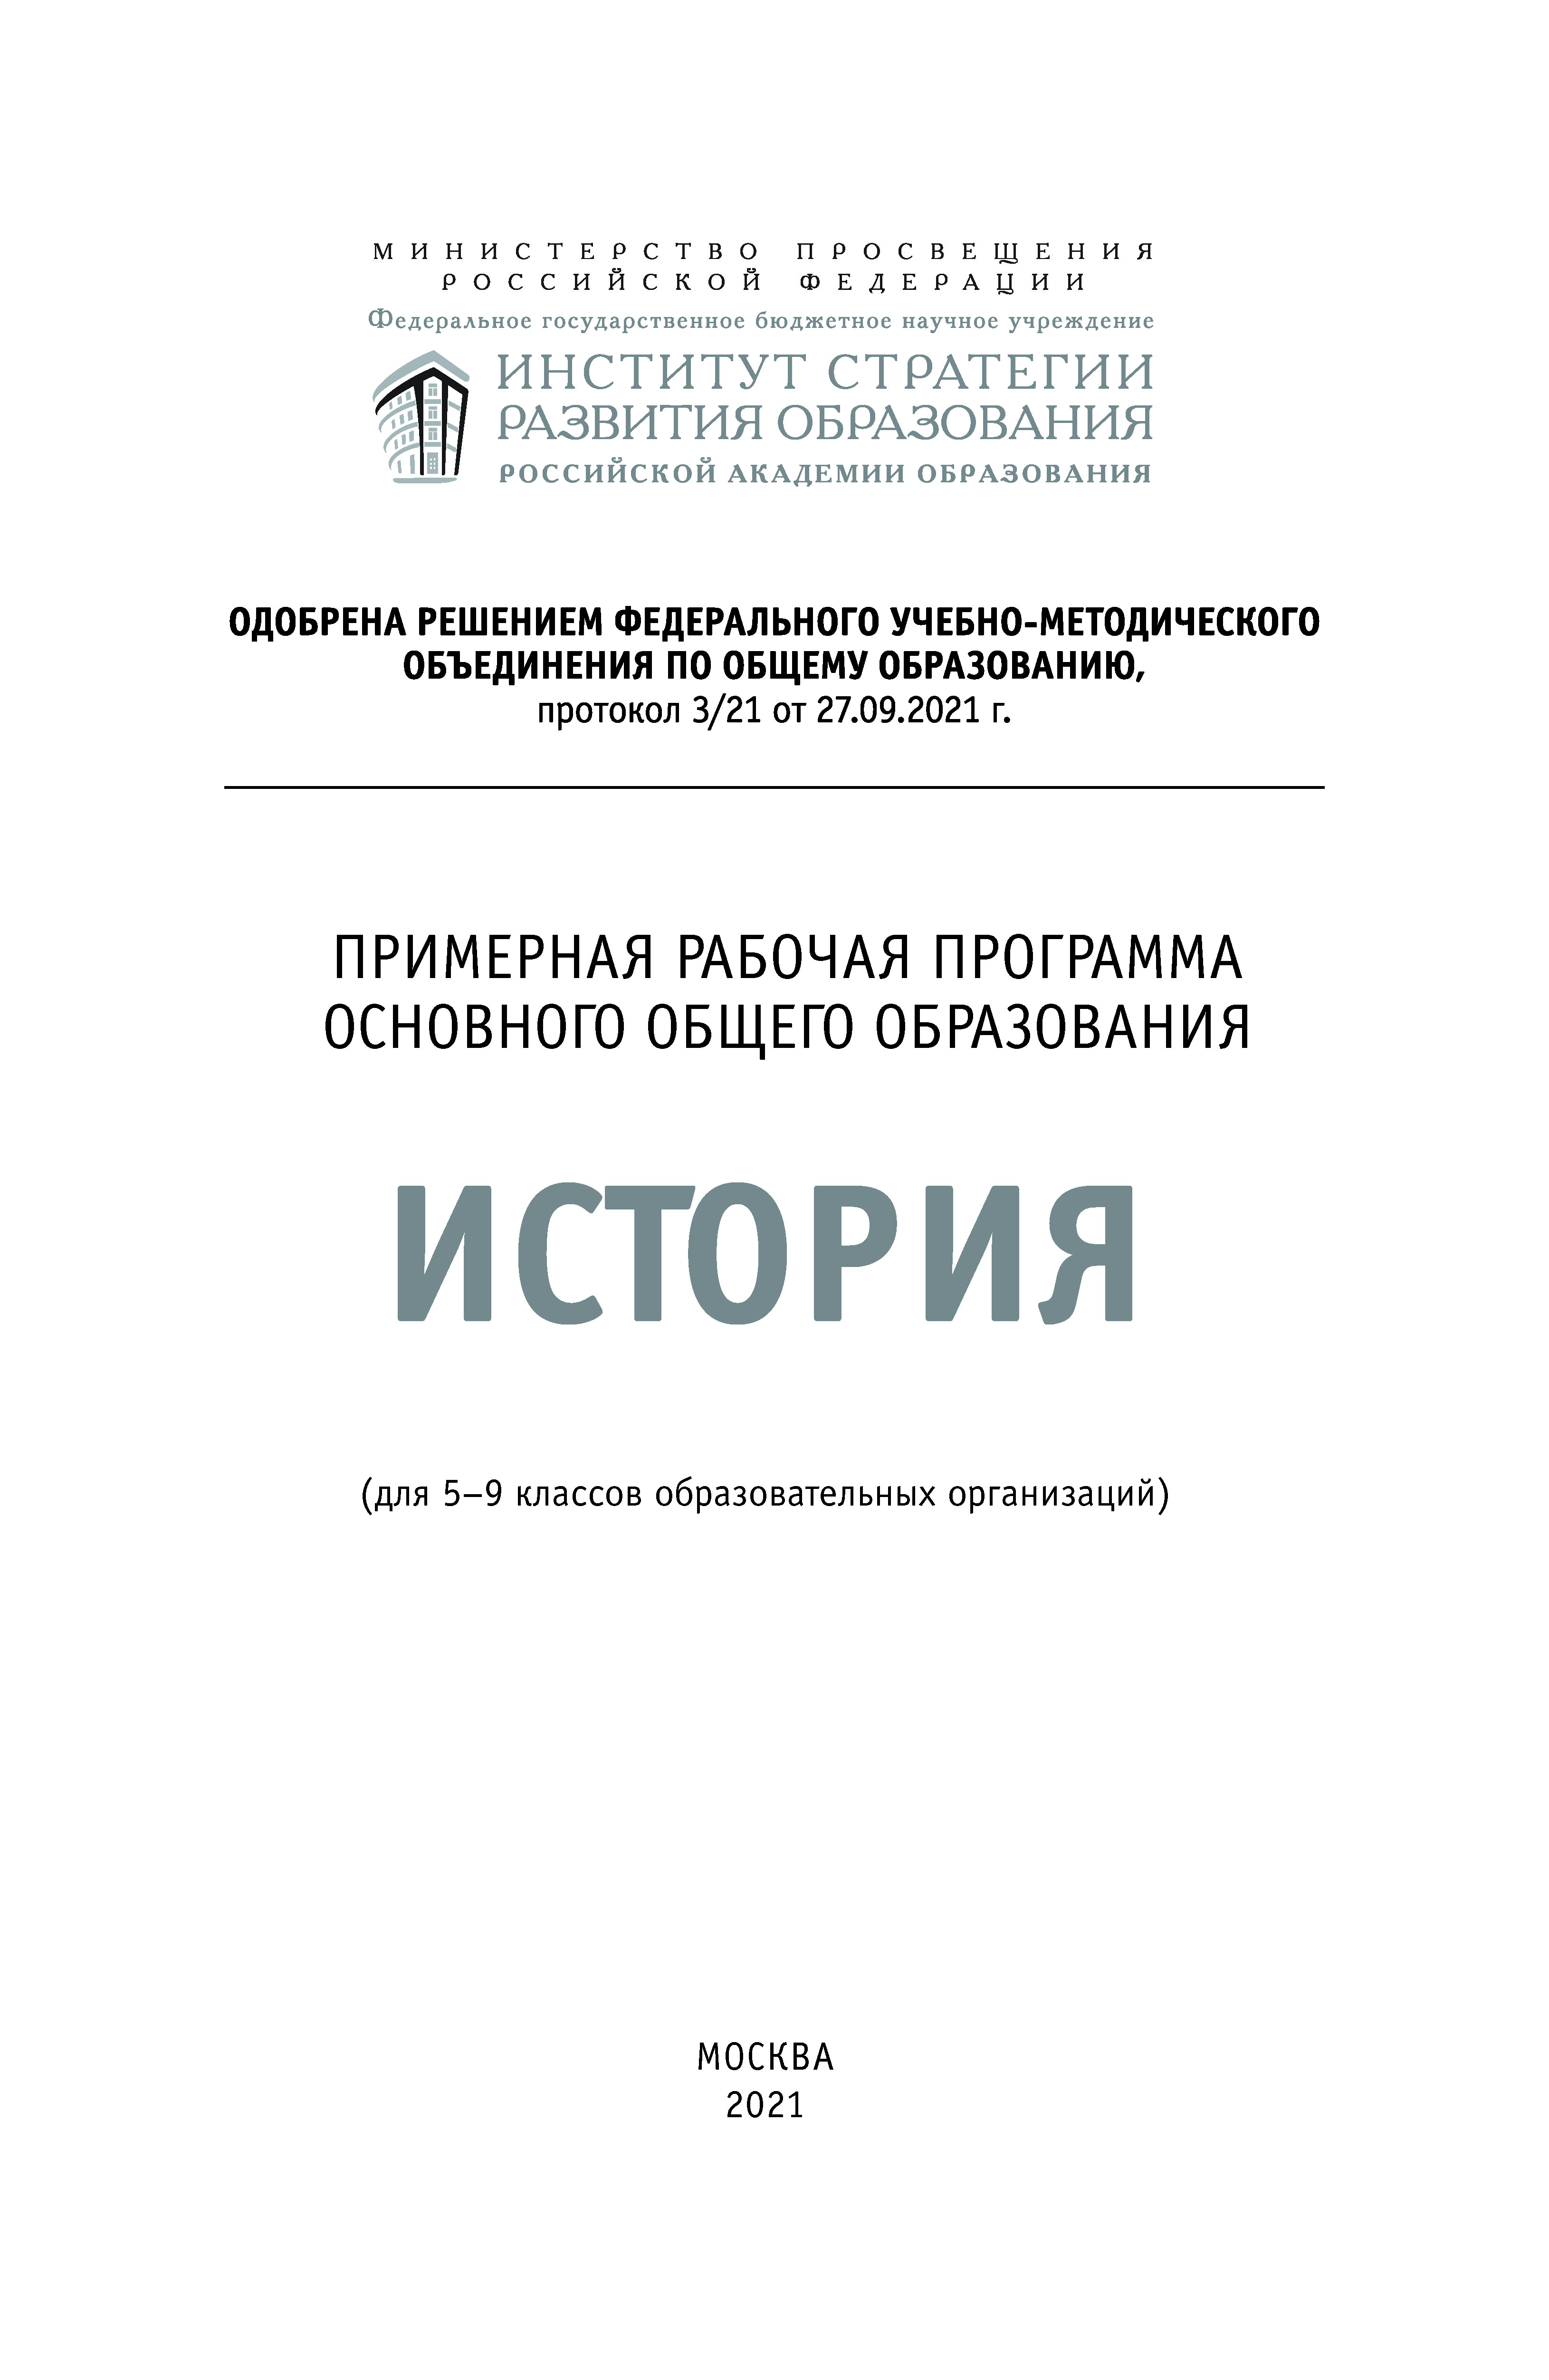 МИНИСТЕРСТВО ПРОСВЕЩЕНИЯ
РОССИЙСКОЙ ФЕДЕРАЦИИ
Федеральное государственное бюджетное научное учреждение
ИНСТИТУТ СТРАТЕГИИ
РАЗВИТИЯ ОБРАЗОВАНИЯ
РОССИЙСКОЙ АКАДЕМИИ ОБРАЗОВАНИЯ
ОДОБРЕНА РЕШЕНИЕМ ФЕДЕРАЛЬНОГО УЧЕБНО-МЕТОДИЧЕСКОГО
ОБЪЕДИНЕНИЯ ПО ОБЩЕМУ ОБРАЗОВАНИЮ,
протокол 3/21 от 27.09.2021 г.
ПРИМЕРНАЯ РАБОЧАЯ ПРОГРАММА
ОСНОВНОГО ОБЩЕГО ОБРАЗОВАНИЯ
ИСТОРИЯ
(для 5–9 классов образовательных организаций)
МОСКВА
2021